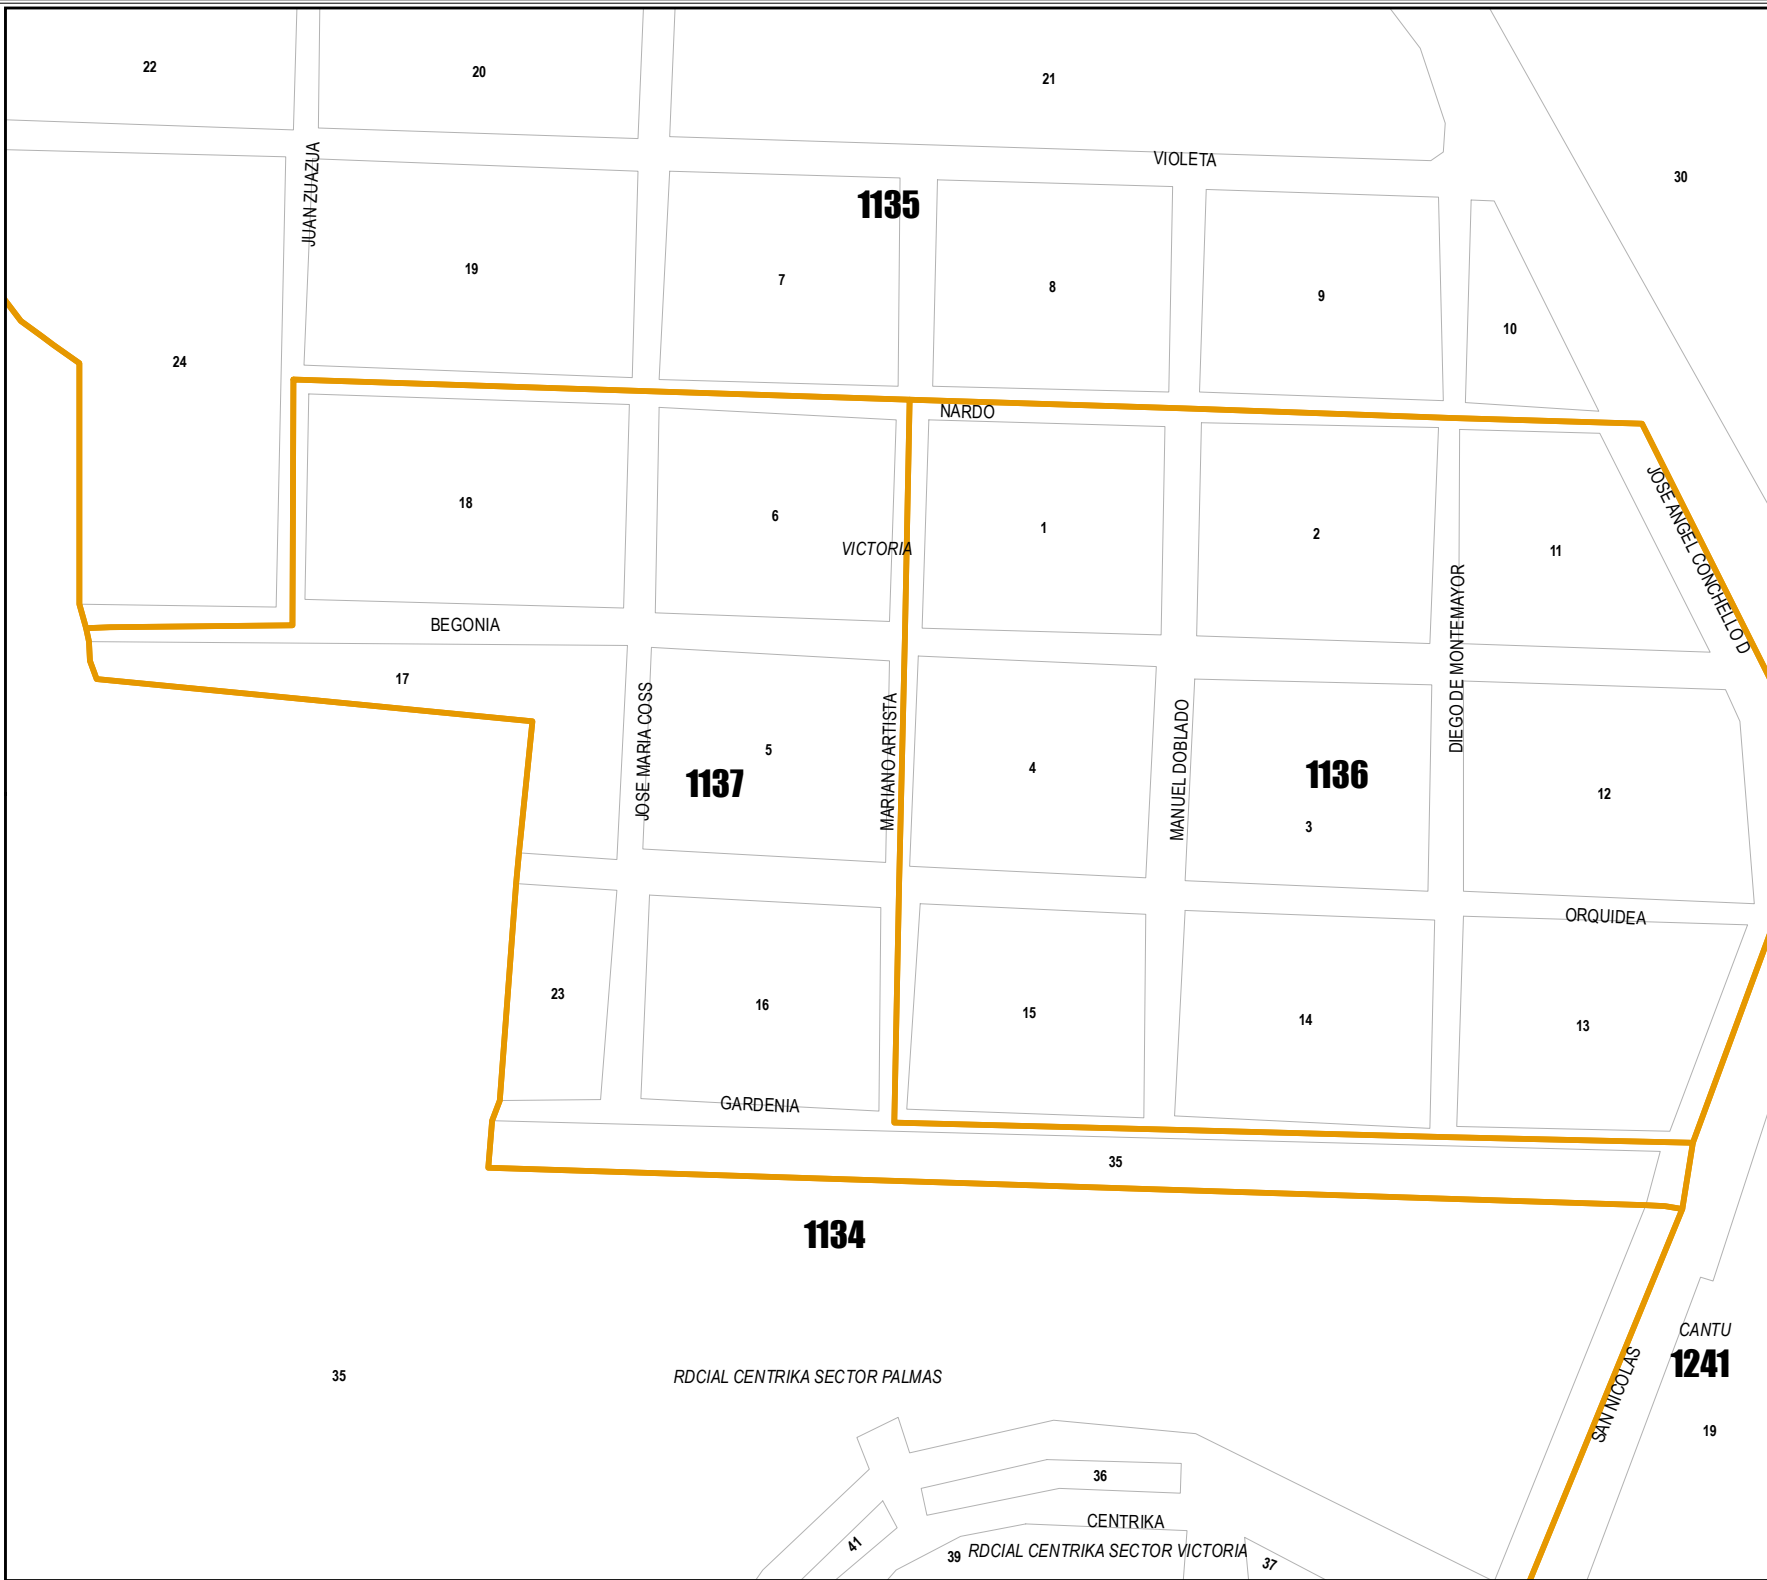 22
20
21
VIOLETA
30
JUAN ZUAZUA
1135
19
7
8
9
10
24
NARDO
18
6
1
2
11
VICTORIA
JOSE ANGEL CONCHELLO D
BEGONIA
DIEGO DE MONTEMAYOR
17
JOSE MARIA COSS
5
MARIANO ARTISTA
4
MANUEL DOBLADO
1137
1136
12
3
ORQUIDEA
23
16
15
14
13
GARDENIA
35
1134
CANTU
1241
SAN NICOLAS
35
RDCIAL CENTRIKA SECTOR PALMAS
19
36
CENTRIKA
41
39
RDCIAL CENTRIKA SECTOR VICTORIA
37